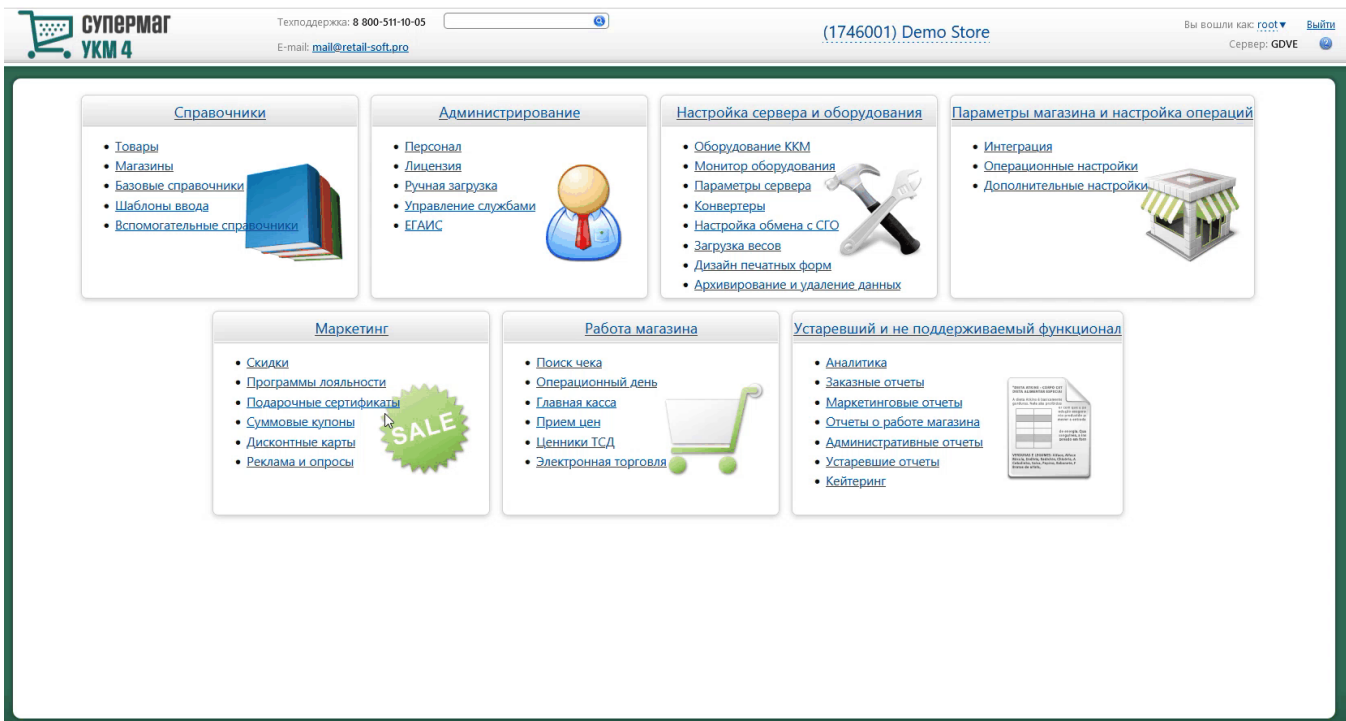 СУПЕРМАГ
УКМ 4
Техподдержка: 8 800-511-10-05
E-mail: mail@retail-soft.pro
(1746001) Demo Store
Вы вошли как: root▼ Выйти
Сервер: GDVE
Справочники
Товары
Магазины
Базовые справочники
Шаблоны ввода
Вспомогательные справочники
Администрирование
Персонал
Лицензия
Ручная загрузка
Управление службами
ЕГАИС
Настройка сервера и оборудования
Оборудование ККМ
Монитор оборудования
Параметры сервера
Конвертеры
Настройка обмена с СГО
Загрузка весов
Дизайн печатных форм
Архивирование и удаление данных
Параметры магазина и настройка операций
Интеграция
Операционные настройки
Дополнительные настройки
Маркетинг
Скидки
Программы лояльности
Подарочные сертификаты
Суммовые купоны
Дисконтные карты
Реклама и опросы
SALE
Работа магазина
Поиск чека
Операционный день
Главная касса
Прием цен
Ценники ТСД
Электронная торговля
Устаревший и не поддерживаемый функционал
Аналитика
Заказные отчеты
Маркетинговые отчеты
Отчеты о работе магазина
Административные отчеты
Устаревшие отчеты
Кейтеринг